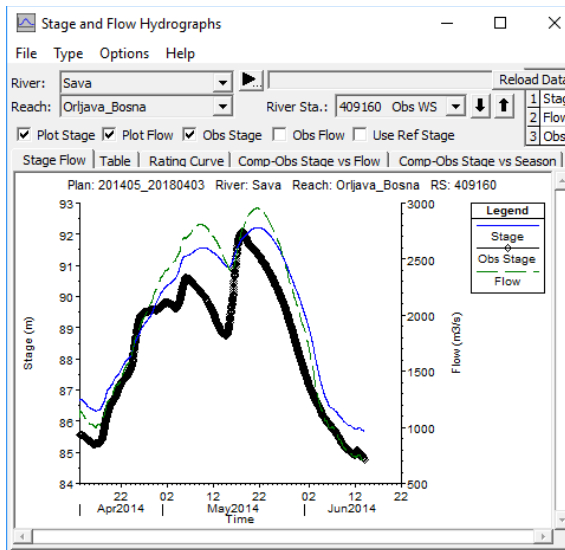 Stage and Flow Hydrographs
File Type Options Help
River: Sava Reload Data
Reach: Orljava_Bosna River Sta.: 409160 Obs WS
1 Stag
2 Flow
3 Obs
Plot Stage Plot Flow Obs Stage Obs Flow Use Ref Stage
Stage Flow Table Rating Curve Comp-Obs Stage vs Flow Comp-Obs Stage vs Season
Plan: 201405_20180403 River: Sava Reach: Orljava_Bosna RS: 409160
93
92
91
90
89
88
87
86
85
84
Stage (m)
3000
2500
2000
1500
1000
500
Flow (m3/s)
Legend
Stage
Obs Stage
Flow
22 02 12 22 02 12 22
Apr2014 May2014 Jun2014
Time